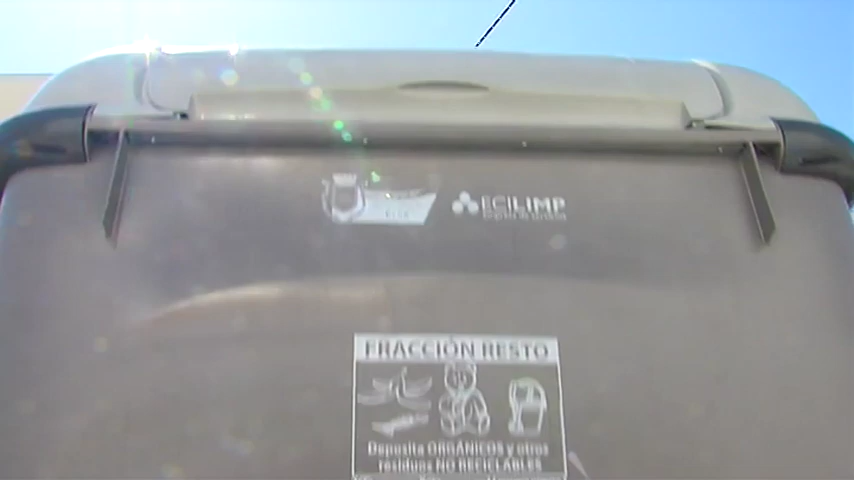 ECILIMP
FRACCIÓN RESTO
Deposita ORGÁNICOS y otros
residuos NO RECICLABLES